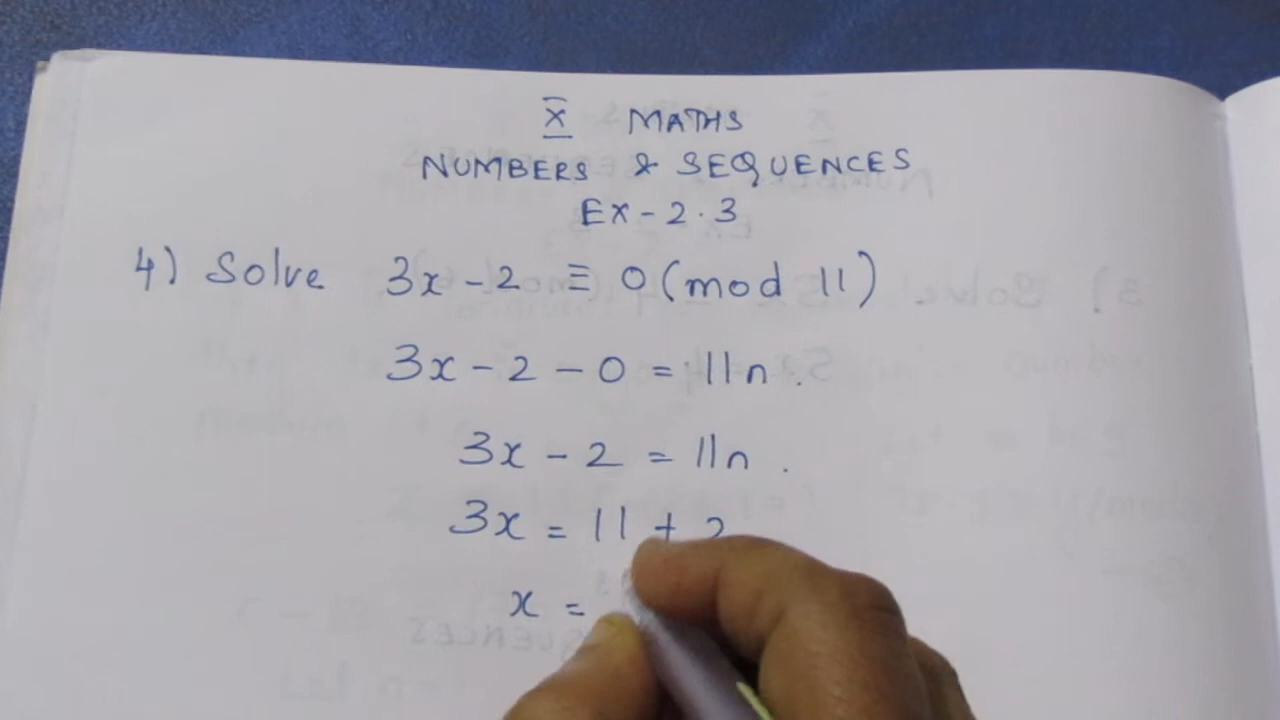 X MATHS
NUMBERS & SEQUENCES
EX-2.3
4) Solve 3x-2 ≡ 0(mod 11)
3x-2-0 = 11n.
3x-2 = 11n.
3x = 11+2
x =